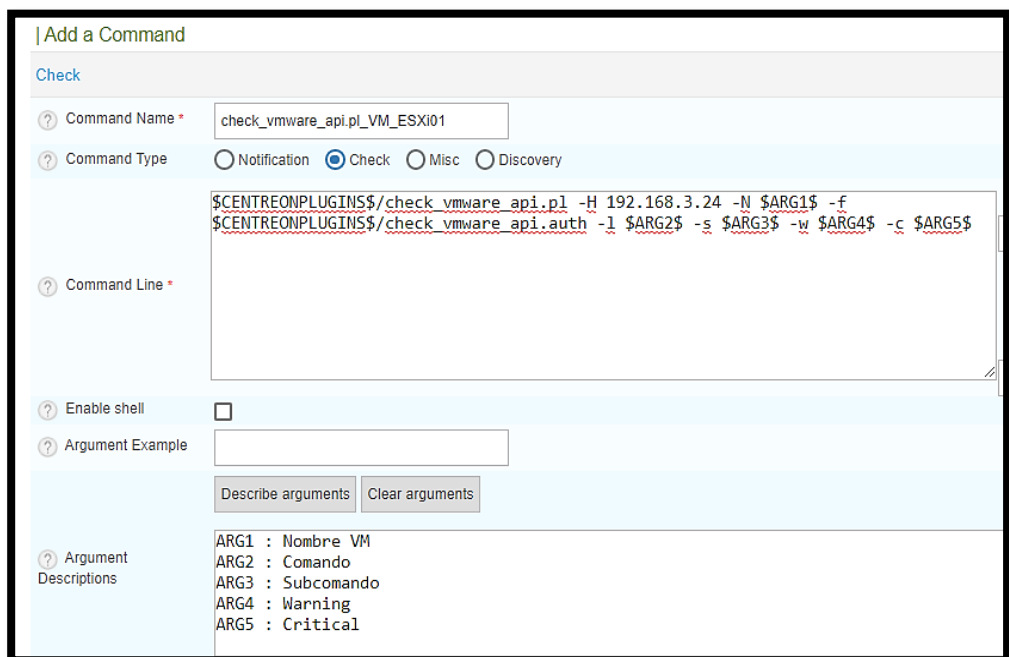 | Add a Command
Check
? Command Name *
check_vmware_api.pl_VM_ESXi01
? Command Type
Notification Check Misc Discovery
$CENTREONPLUGINS$/check_vmware_api.pl -H 192.168.3.24 -N $ARG1$ -f
$CENTREONPLUGINS$/check_vmware_api.auth -l $ARG2$ -s $ARG3$ -w $ARG4$ -c $ARG5$
? Command Line *
? Enable shell
? Argument Example
Describe arguments Clear arguments
? Argument
Descriptions
ARG1 : Nombre VM
ARG2 : Comando
ARG3 : Subcomando
ARG4 : Warning
ARG5 : Critical